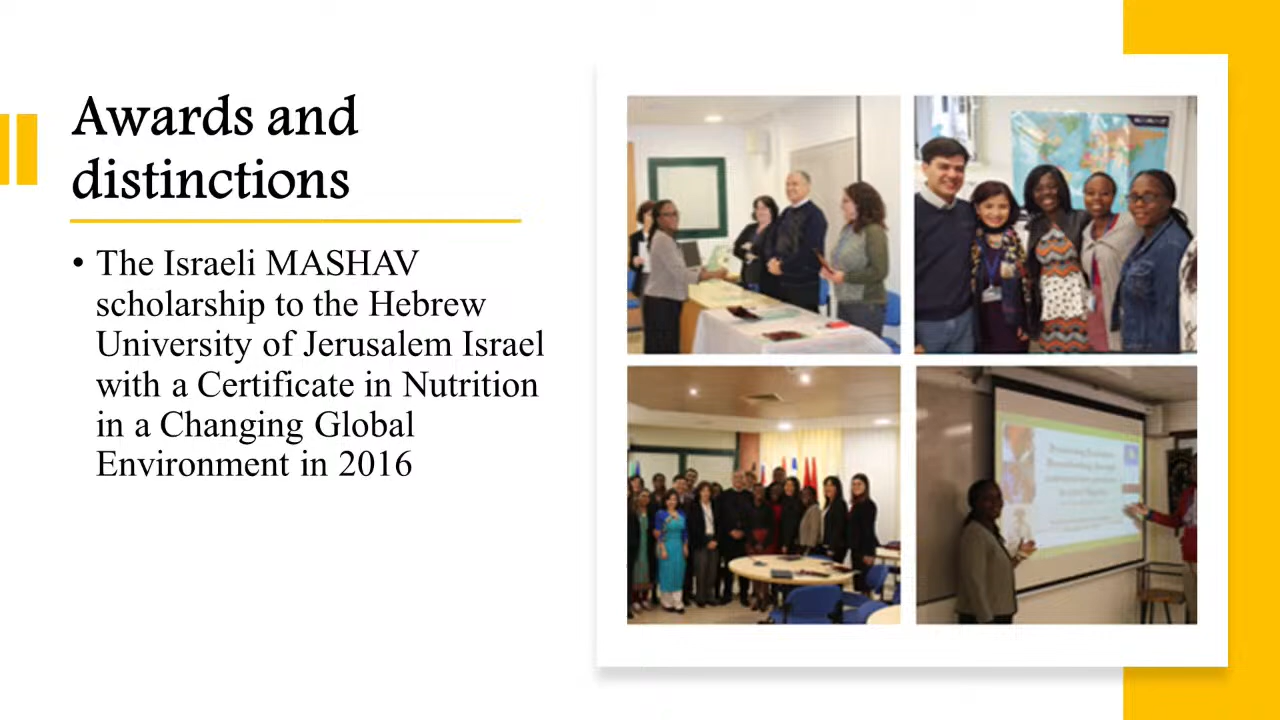 Awards and
distinctions
• The Israeli MASHAV
scholarship to the Hebrew
University of Jerusalem Israel
with a Certificate in Nutrition
in a Changing Global
Environment in 2016